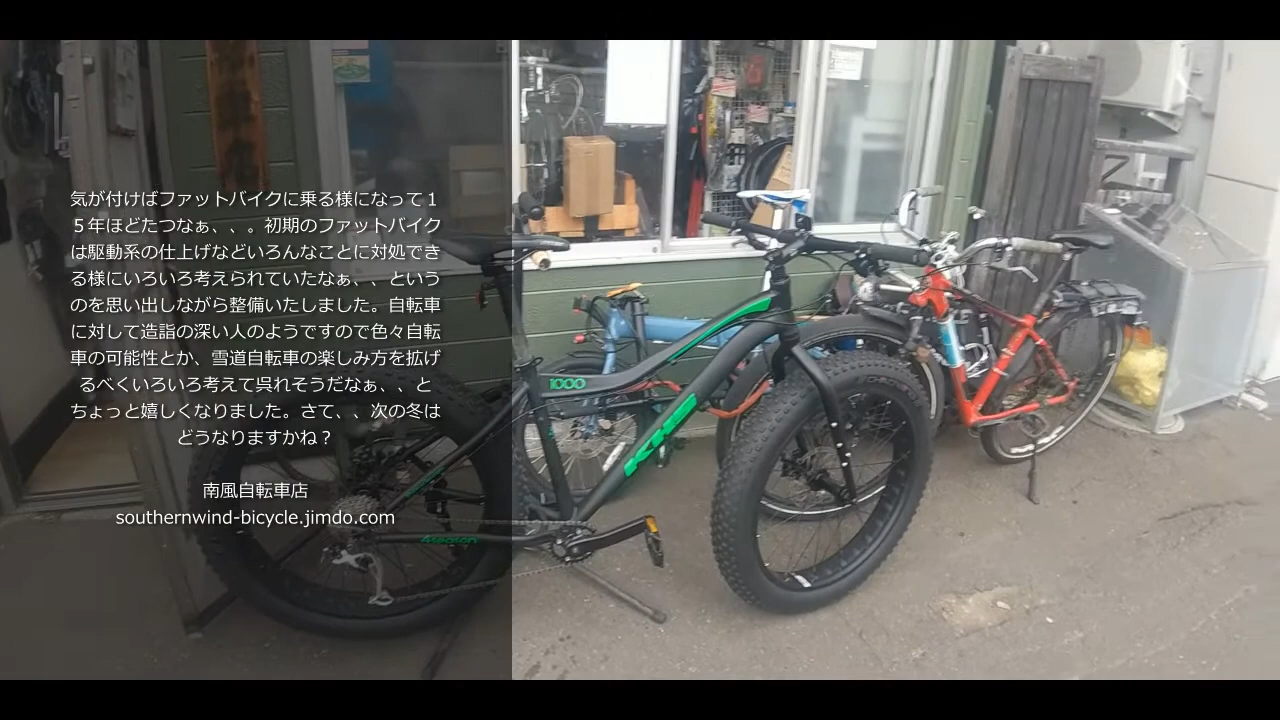 気が付けばファットバイクに乗る様になって１
５年ほどたつなぁ、、。初期のファットバイク
は駆動系の仕上げなどいろんなことに対処でき
る様にいろいろ考えられていたなぁ、、という
のを思い出しながら整備いたしました。自転車
に対して造詣の深い人のようですので色々自転
車の可能性とか、雪道自転車の楽しみ方を拡げ
るべくいろいろ考えて呉れそうだなぁ、、と
ちょっと嬉しくなりました。さて、、次の冬は
どうなりますかね？
南風自転車店
southernwind-bicycle.jimdo.com
1000
KHS
4season